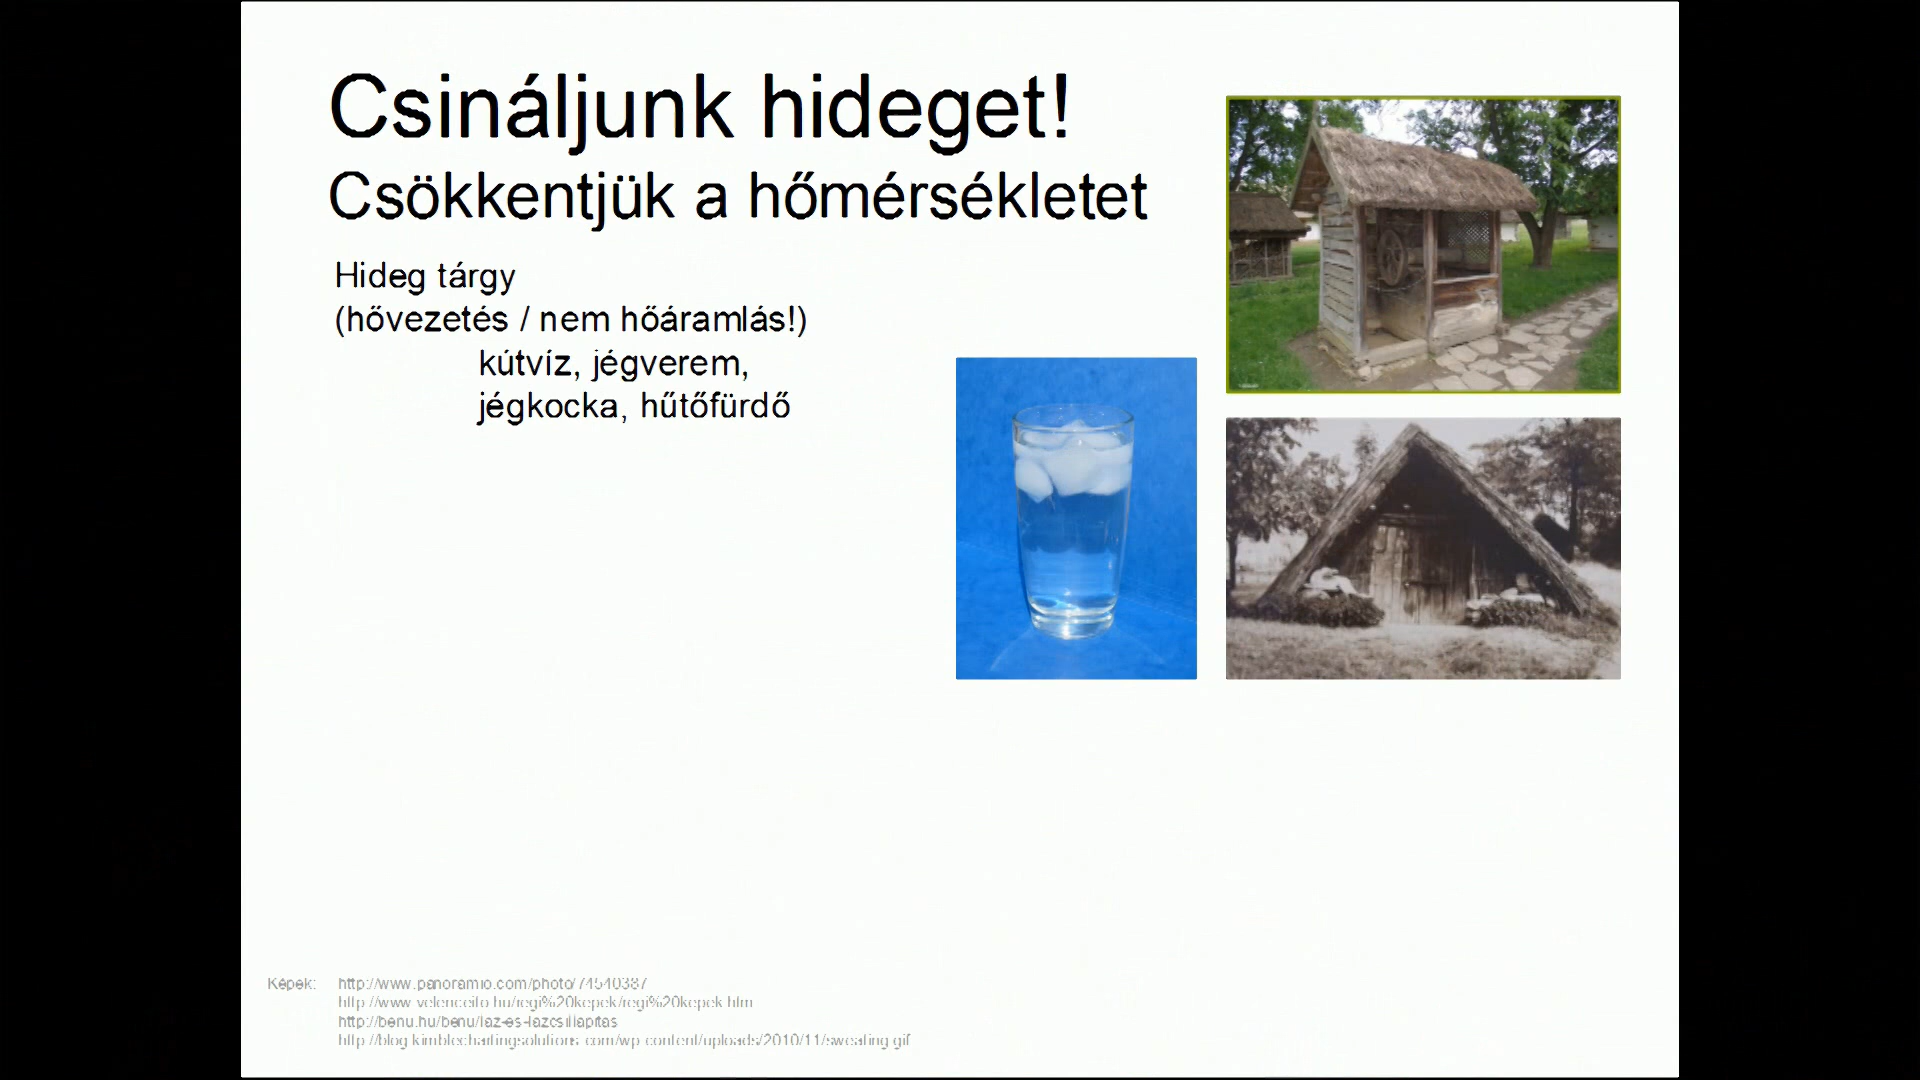 Csináljunk hideget!
Csökkentjük a hőmérsékletet
Hideg tárgy
(hővezetés / nem hőáramlás!)
kútvíz, jégverem,
jégkocka, hűtőfürdő
Képek: http://www.panoramio.com/photo/74540387
http://www.velenceito.hu/regi%20kepek/regi%20kepek.htm
http://benu.hu/benu/laz-es-lazcsillapitas
http://blog.kimblechartingsolutions.com/wp-content/uploads/2010/11/sweating.gif